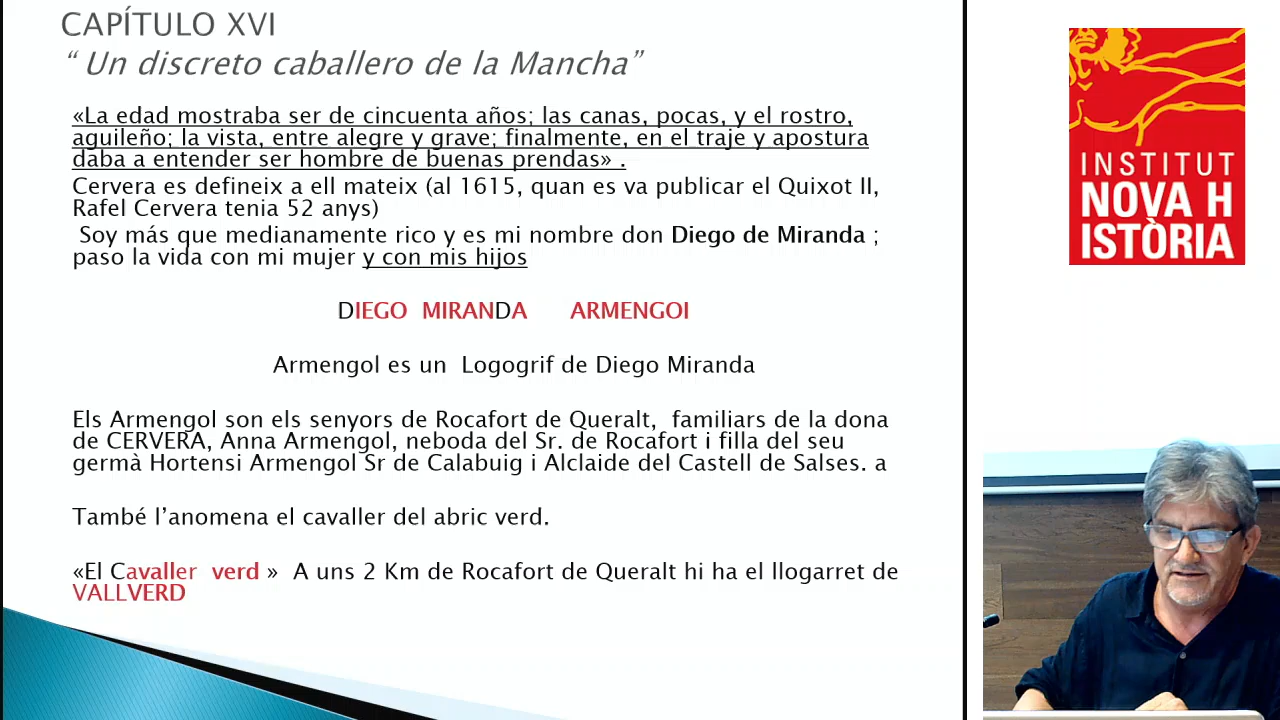 CAPÍTULO XVI
“ Un discreto caballero de la Mancha”
«La edad mostraba ser de cincuenta años; las canas, pocas, y el rostro,
aguileño; la vista, entre alegre y grave; finalmente, en el traje y apostura
daba a entender ser hombre de buenas prendas» .
Cervera es defineix a ell mateix (al 1615, quan es va publicar el Quixot II,
Rafel Cervera tenia 52 anys)
Soy más que medianamente rico y es mi nombre don Diego de Miranda ;
paso la vida con mi mujer y con mis hijos
DIEGO MIRANDA ARMENGOI
Armengol es un Logogrif de Diego Miranda
Els Armengol son els senyors de Rocafort de Queralt, familiars de la dona
de CERVERA, Anna Armengol, neboda del Sr. de Rocafort i filla del seu
germà Hortensi Armengol Sr de Calabuig i Alclaide del Castell de Salses. a
També l’anomena el cavaller del abric verd.
«El Cavaller verd » A uns 2 Km de Rocafort de Queralt hi ha el llogarret de
VALLVERD
INSTITUT
NOVA H
ISTÒRIA